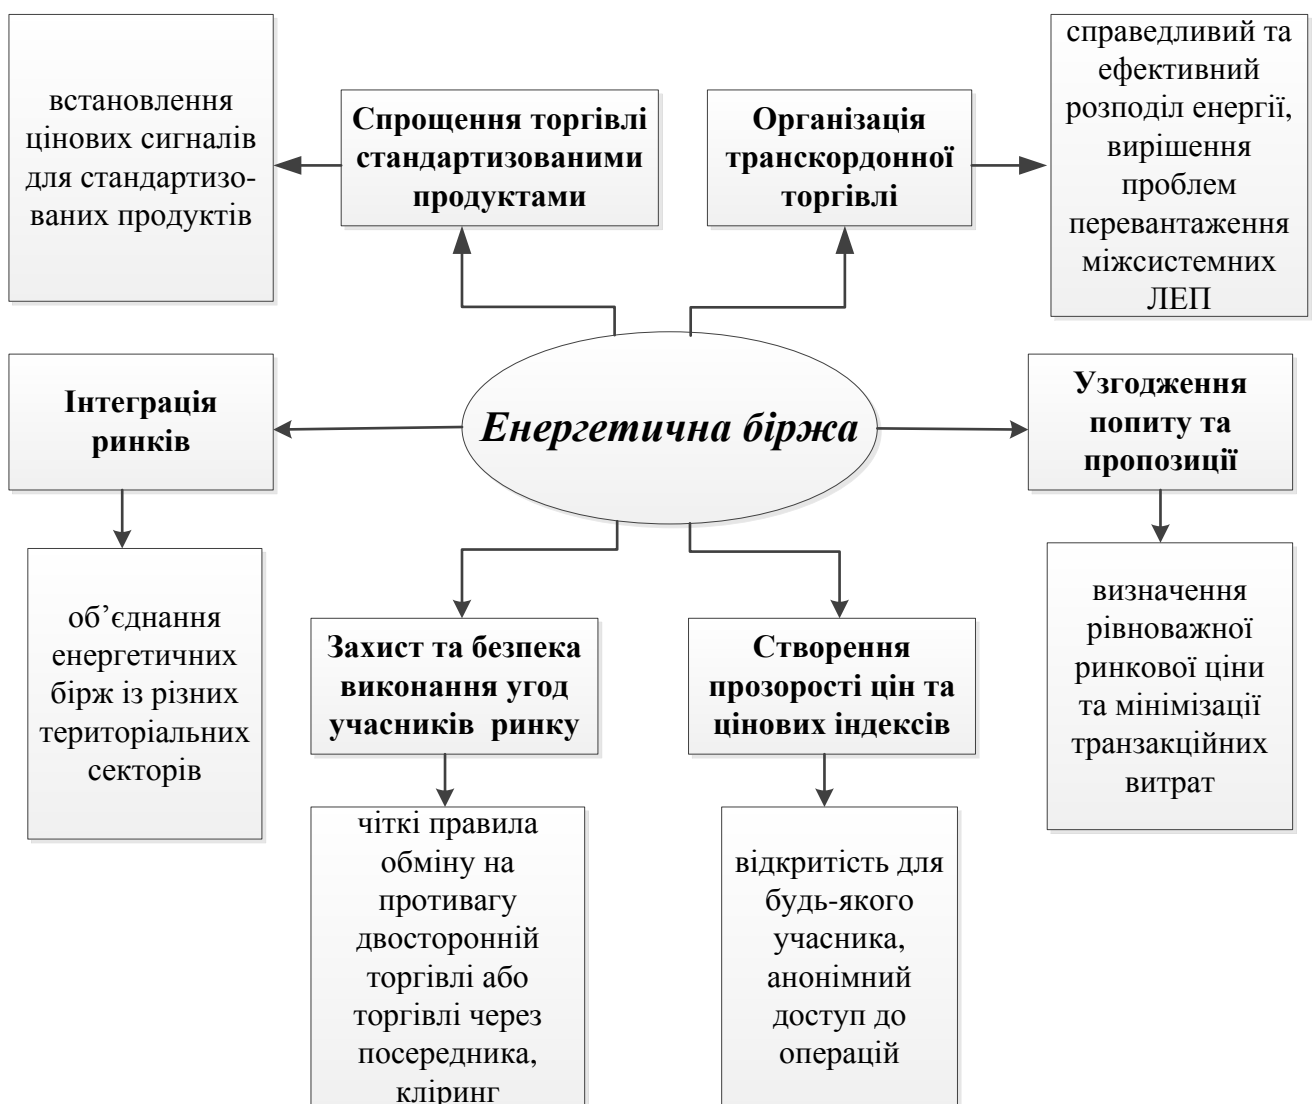 встановлення
цінових сигналів
для стандартизо-
ваних продуктів
Спрощення торгівлі
стандартизованими
продуктами
Організація
транскордонної
торгівлі
справедливий та
ефективний
розподіл енергії,
вирішення
проблем
перевантаження
міжсистемних
ЛЕП
Інтеграція
ринків
Енергетична біржа
Узгодження
попиту та
пропозиції
об’єднання
енергетичних
бірж із різних
територіальних
секторів
Захист та безпека
виконання угод
учасників ринку
Створення
прозорості цін та
цінових індексів
визначення
рівноважної
ринкової ціни
та мінімізації
транзакційних
витрат
чіткі правила
обміну на
противагу
двосторонній
торгівлі або
торгівлі через
посередника,
кліринг
відкритість для
будь-якого
учасника,
анонімний
доступ до
операцій